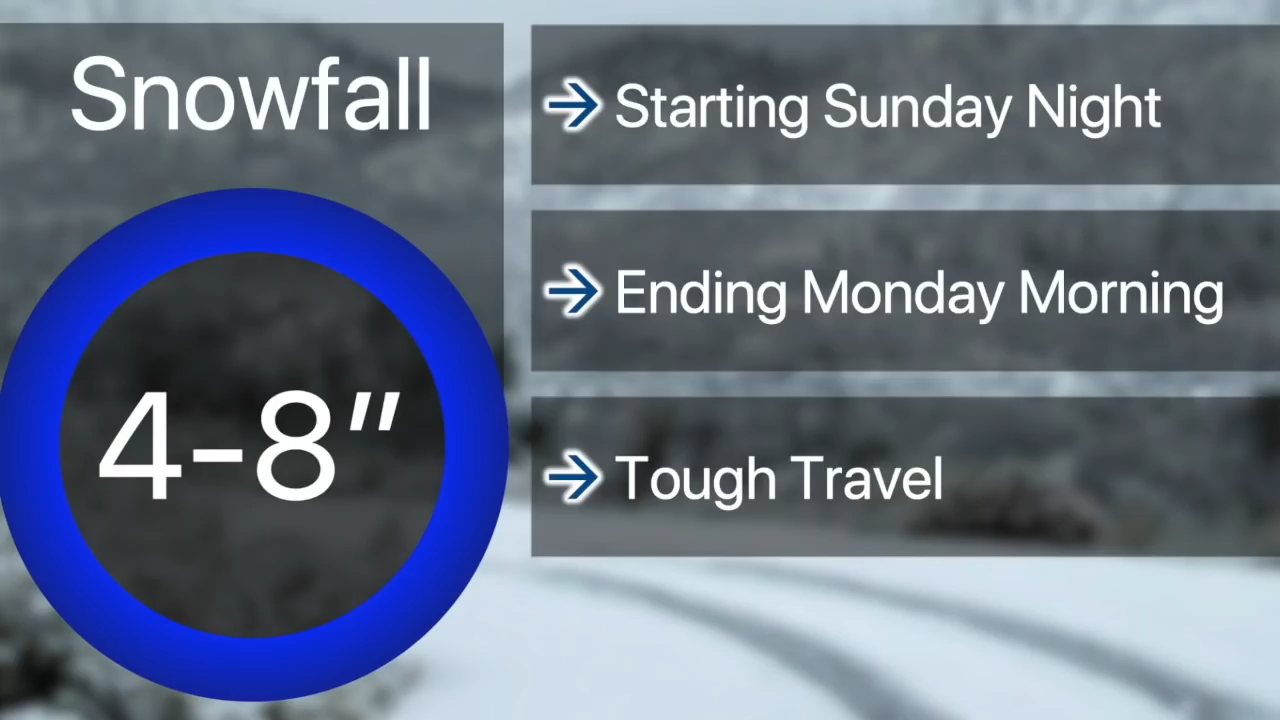 Snowfall
4-8"
Starting Sunday Night
Ending Monday Morning
Tough Travel